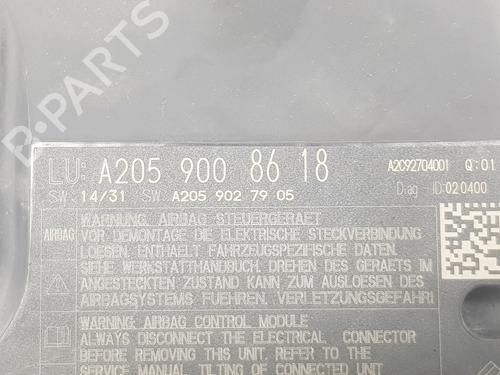 B-PARTS
LU: A205 900 86 18
A2C92704001 Q:01
SW: 14/31 SW: A205 902 79 05
Diag ID:020400
WARNUNG, AIRBAG STEUERGERAET
AIRBAG VOR DEMONTAGE DIE ELEKTRISCHE STECKVERBINDUNG
LOESEN. ENTHAELT FAHRZEUGSPEZIFISCHE DATEN.
SIEHE WERKSTATTHANDBUCH. DREHEN DES GERAETS IM
ANGESTECKTEN ZUSTAND KANN ZUM AUSLOESEN DES
AIRBAGSYSTEMS FUEHREN. VERLETZUNGSGEFAHR!
WARNING: AIRBAG CONTROL MODULE
ALWAYS DISCONNECT THE ELECTRICAL CONNECTOR
BEFORE REMOVING THIS UNIT. REFER TO THE
SERVICE MANUAL. TILTING OF THE CONNECTED